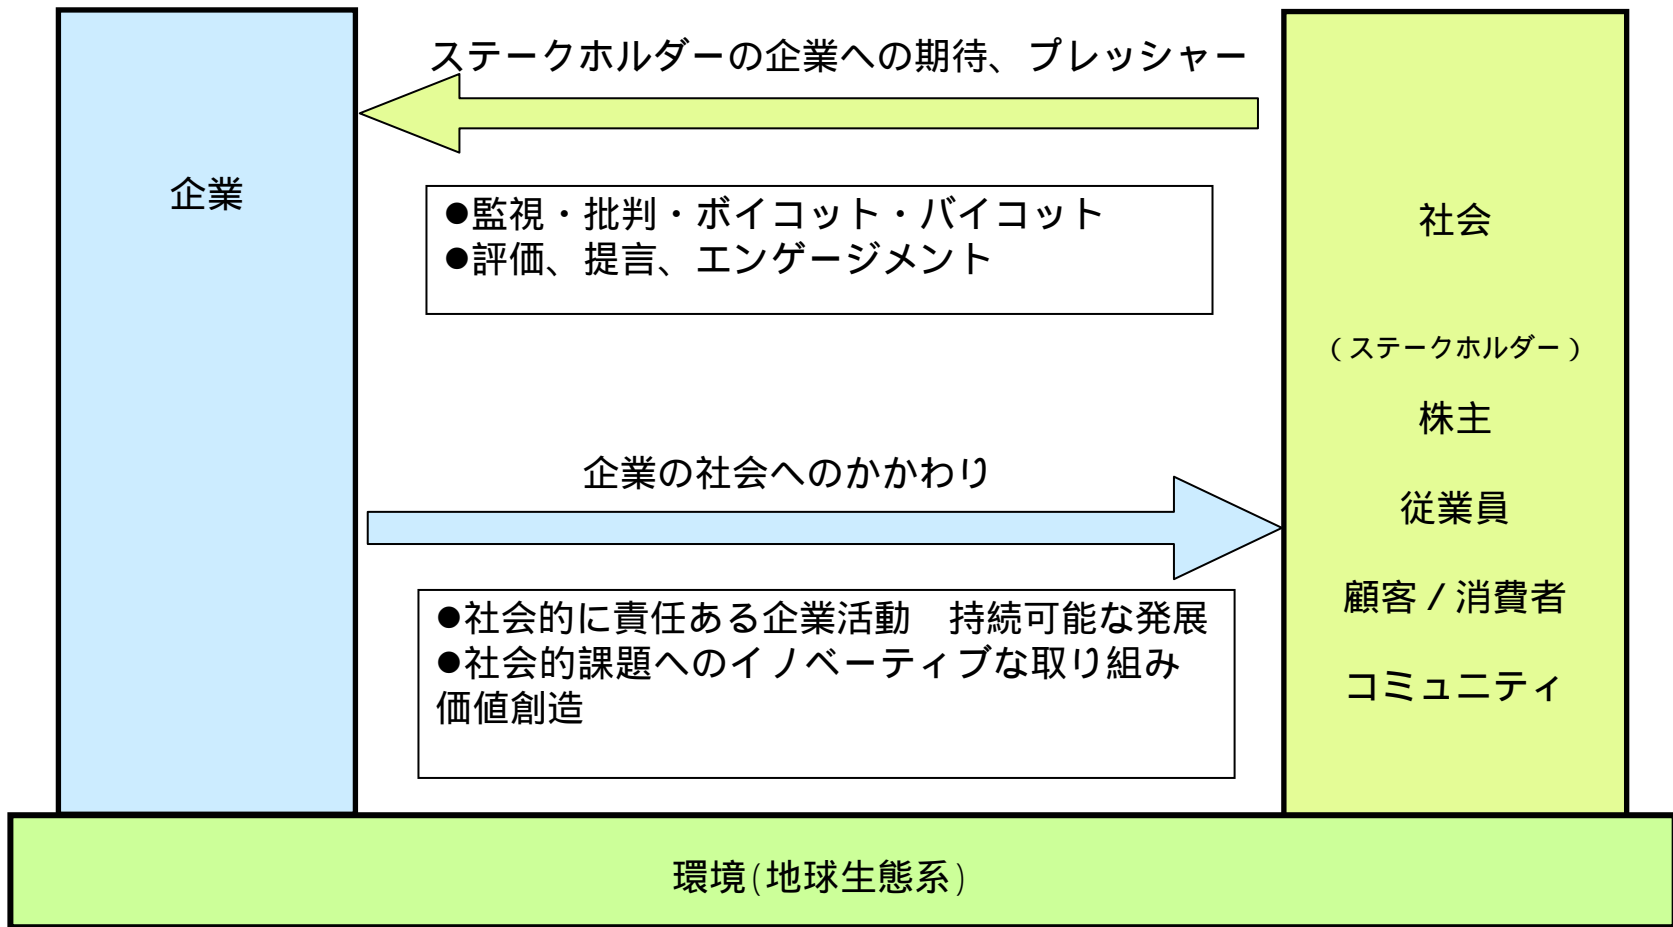 ステークホルダーの企業への期待、プレッシャー
企業
●監視・批判・ボイコット・バイコット
●評価、提言、エンゲージメント
社会
(ステークホルダー)
株主
従業員
顧客/消費者
コミュニティ
企業の社会へのかかわり
●社会的に責任ある企業活動　持続可能な発展
●社会的課題へのイノベーティブな取り組み
価値創造
環境(地球生態系)